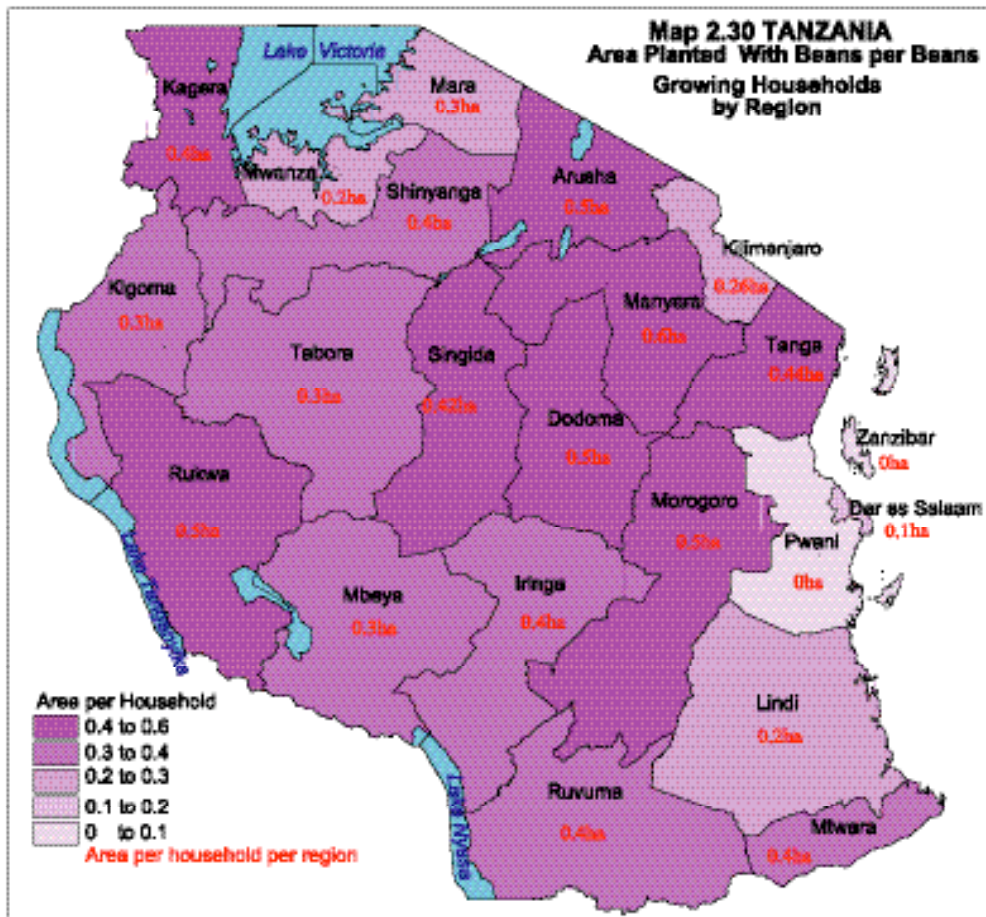 Map 2.30 TANZANIA
Area Planted With Beans per Beans
Growing Households
by Region
Lake Victoria
Kagera
0.4ha
Mara
0.3ha
Mwanza
0.2ha
Shinyanga
0.4ha
Arusha
0.5ha
Kilimanjaro
0.26ha
Kigoma
0.3ha
Tabora
0.3ha
Singida
0.42ha
Manyara
0.6ha
Tanga
0.44ha
Dodoma
0.5ha
Zanzibar
0ha
Rukwa
0.5ha
Morogoro
0.5ha
Dar es Salaam
0,1ha
Pwani
0ha
Lake Tanganyika
Mbeya
0.3ha
Iringa
0.4ha
Lindi
0.2ha
Lake Nyasa
Ruvuma
0.4ha
Mtwara
0.4ha
Area per Household
0.4 to 0.6
0.3 to 0.4
0.2 to 0.3
0.1 to 0.2
0 to 0.1
Area per household per region